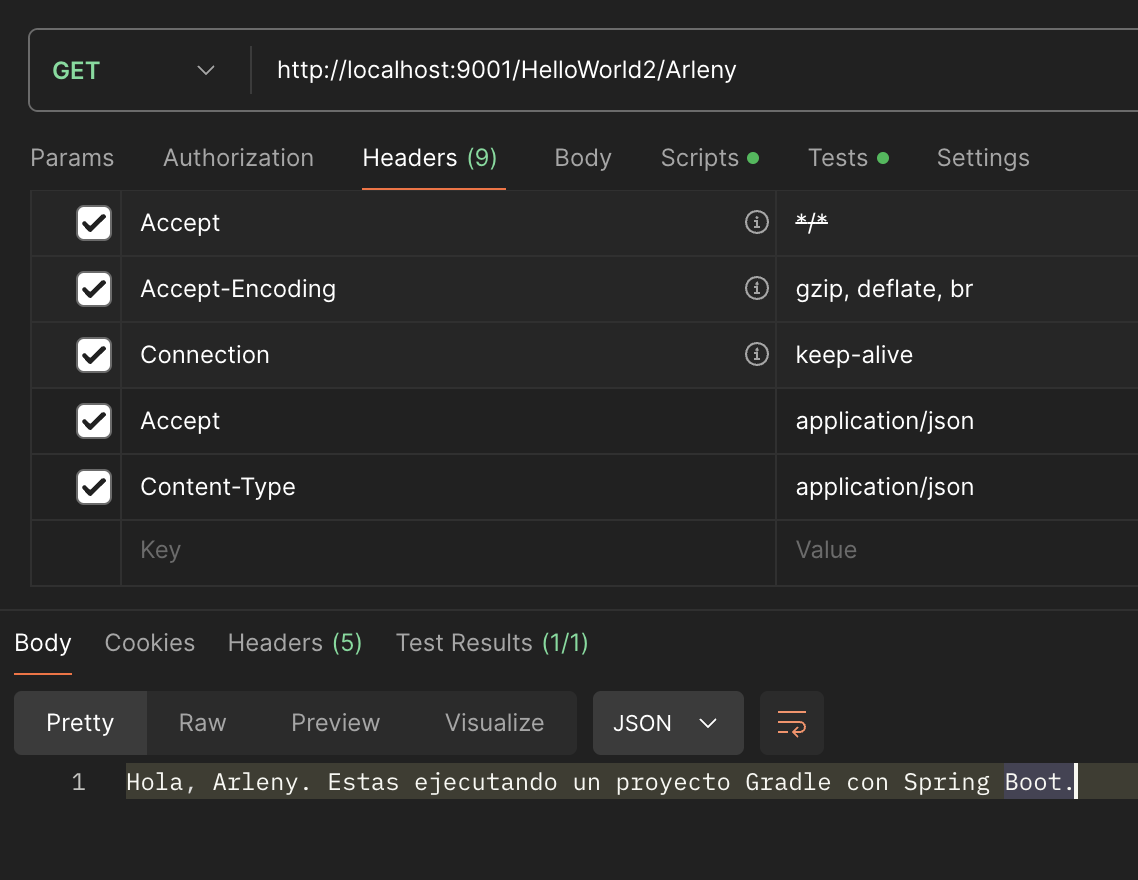 GET http://localhost:9001/HelloWorld2/Arleny
Params Authorization Headers (9) Body Scripts Tests Settings
Accept */*
Accept-Encoding gzip, deflate, br
Connection keep-alive
Accept application/json
Content-Type application/json
Key Value
Body Cookies Headers (5) Test Results (1/1)
Pretty Raw Preview Visualize JSON
1 Hola, Arleny. Estas ejecutando un proyecto Gradle con Spring Boot.